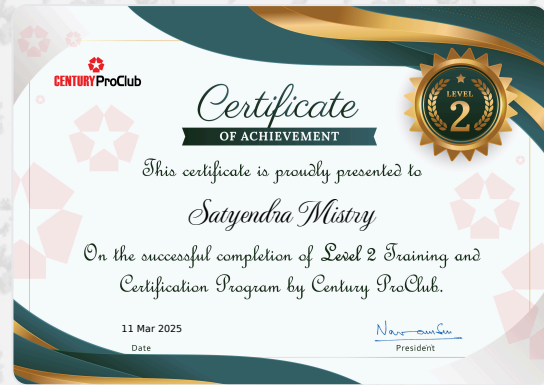 CENTURY ProClub
LEVEL
2
Certificate
OF ACHIEVEMENT
This certificate is proudly presented to
Satyendra Mistry
On the successful completion of Level 2 Training and
Certification Program by Century ProClub.
11 Mar 2025
Date
President